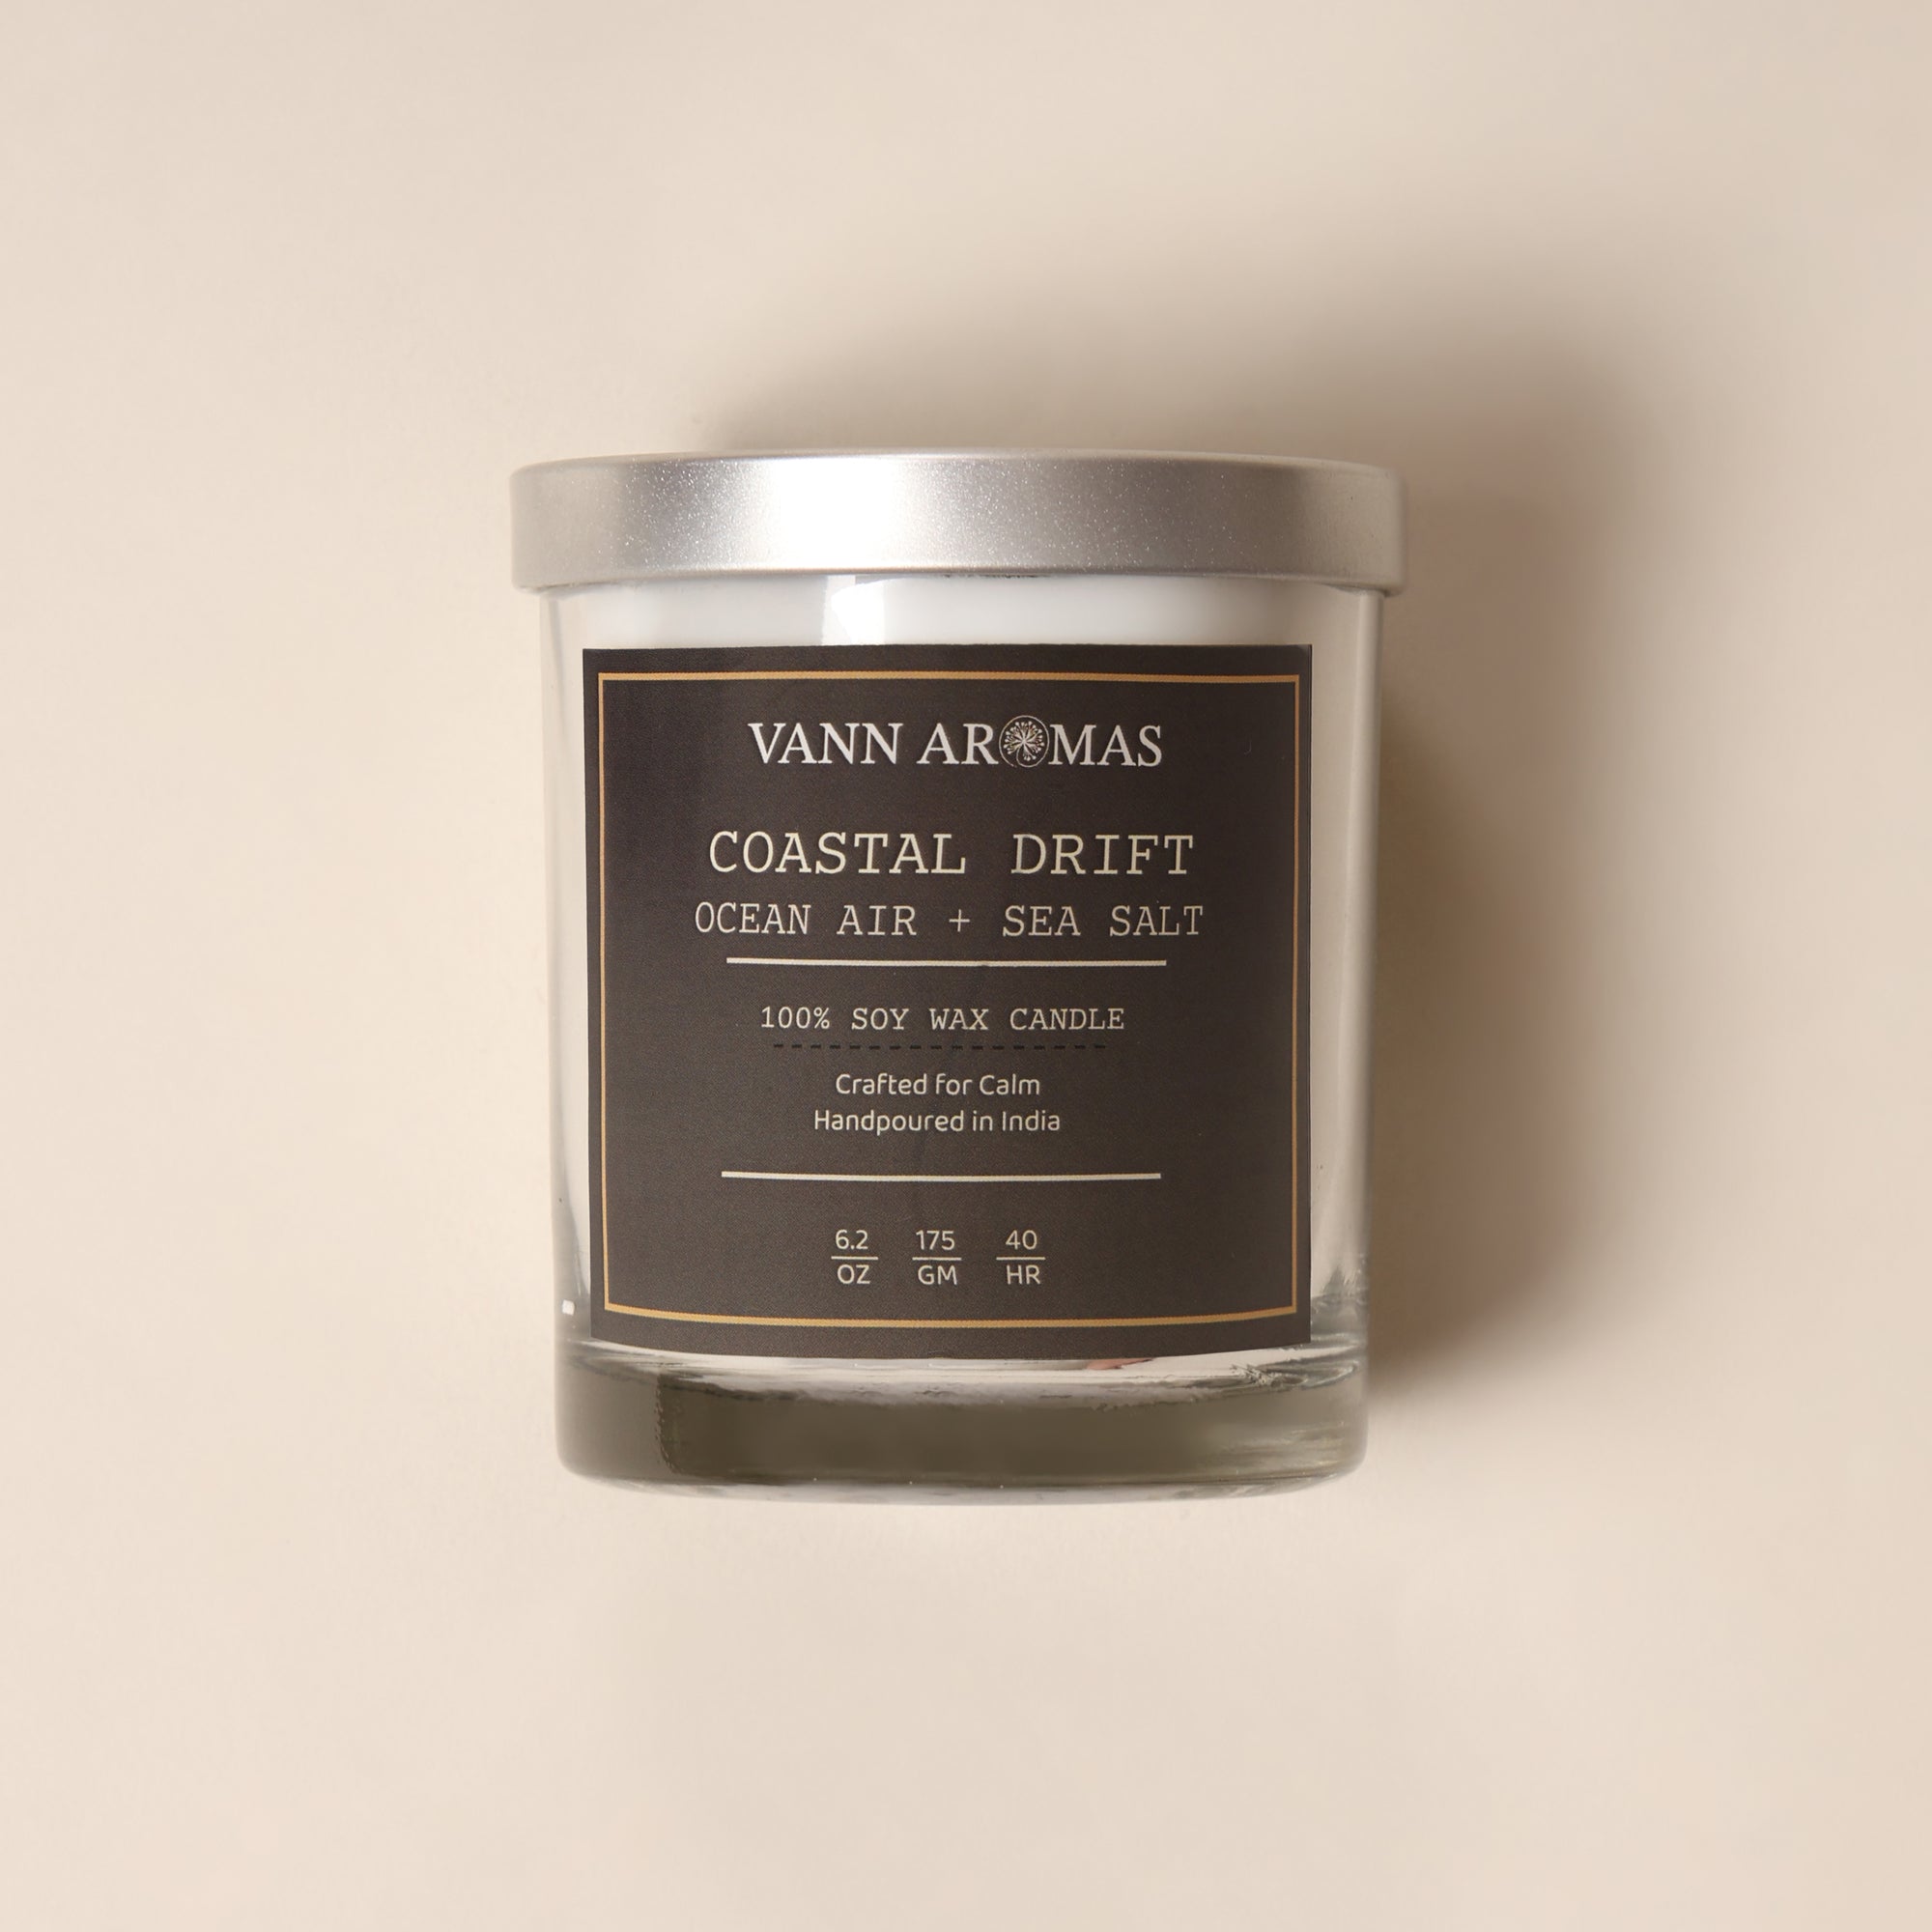 VANN AROMAS
COASTAL DRIFT
OCEAN AIR + SEA SALT
100% SOY WAX CANDLE
Crafted for Calm
Handpoured in India
6.2 175 40
OZ GM HR